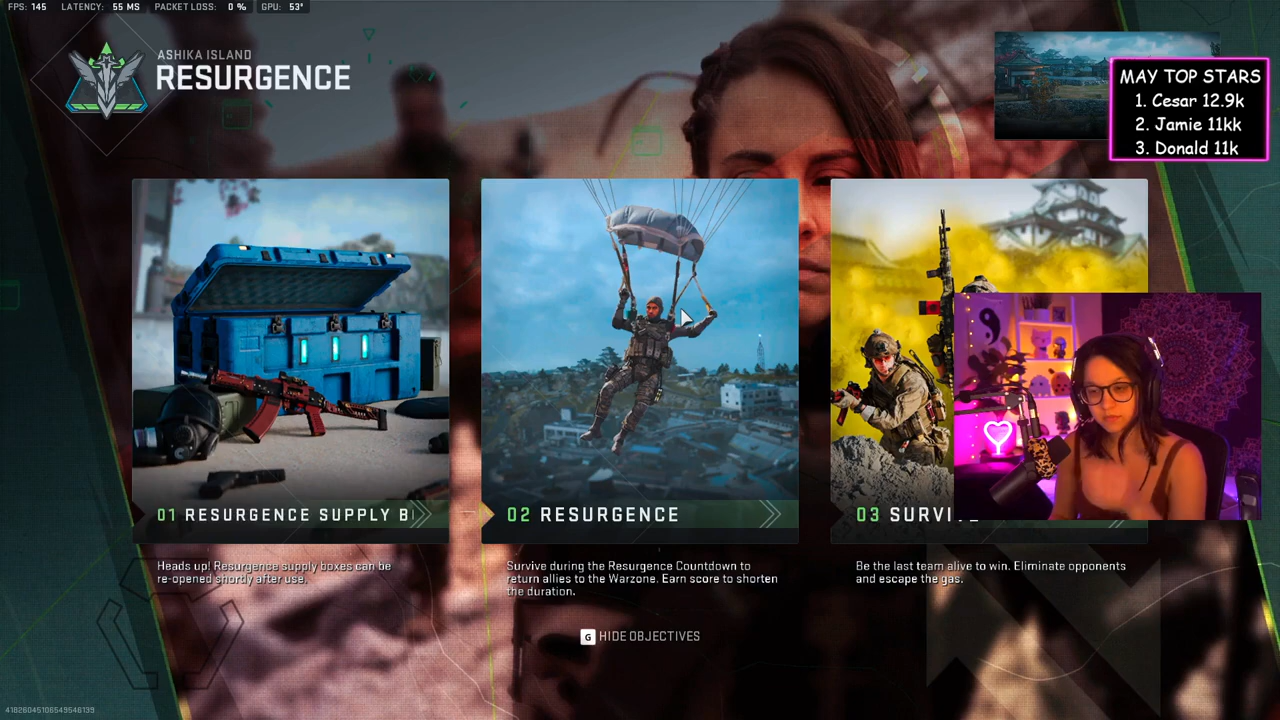 FPS: 145 LATENCY: 55 MS PACKET LOSS: 0 % GPU: 53°
ASHIKA ISLAND
RESURGENCE
MAY TOP STARS
1. Cesar 12.9k
2. Jamie 11kk
3. Donald 11k
01 RESURGENCE SUPPLY B
02 RESURGENCE
03 SURVI
Heads up! Resurgence supply boxes can be
re-opened shortly after use.
Survive during the Resurgence Countdown to
return allies to the Warzone. Earn score to shorten
the duration.
Be the last team alive to win. Eliminate opponents
and escape the gas.
G HIDE OBJECTIVES